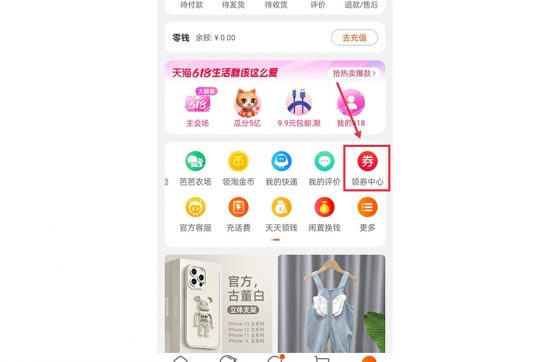 待付款 待发货 待收货 评价 退款/售后
零钱 余额: ¥ 0.00 去充值
天猫618生活就该这么爱 抢热卖爆款>
大额券
618
主会场 瓜分5亿 9.9元包邮.限 我的618
芭芭农场 领淘金币 我的快递 我的评价 券 领券中心
官方客服 充话费 天天领钱 闲置换钱 更多
官方,
古董白
立体支架
iPhone 13 全系列
iPhone 12 全系列
iPhone 11 全系列
iPhone X 全系列